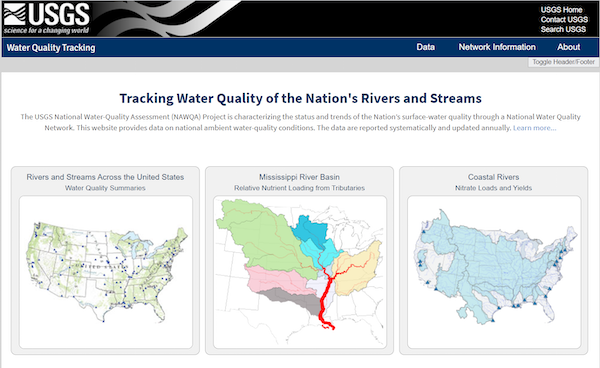 USGS
science for a changing world
USGS Home
Contact USGS
Search USGS
Water Quality Tracking
Data
Network Information
About
Toggle Header/Footer
Tracking Water Quality of the Nation's Rivers and Streams
The USGS National Water-Quality Assessment (NAWQA) Project is characterizing the status and trends of the Nation's surface-water quality through a National Water Quality
Network. This website provides data on national ambient water-quality conditions. The data are reported systematically and updated annually. Learn more...
Rivers and Streams Across the United States
Water Quality Summaries
Mississippi River Basin
Relative Nutrient Loading from Tributaries
Coastal Rivers
Nitrate Loads and Yields